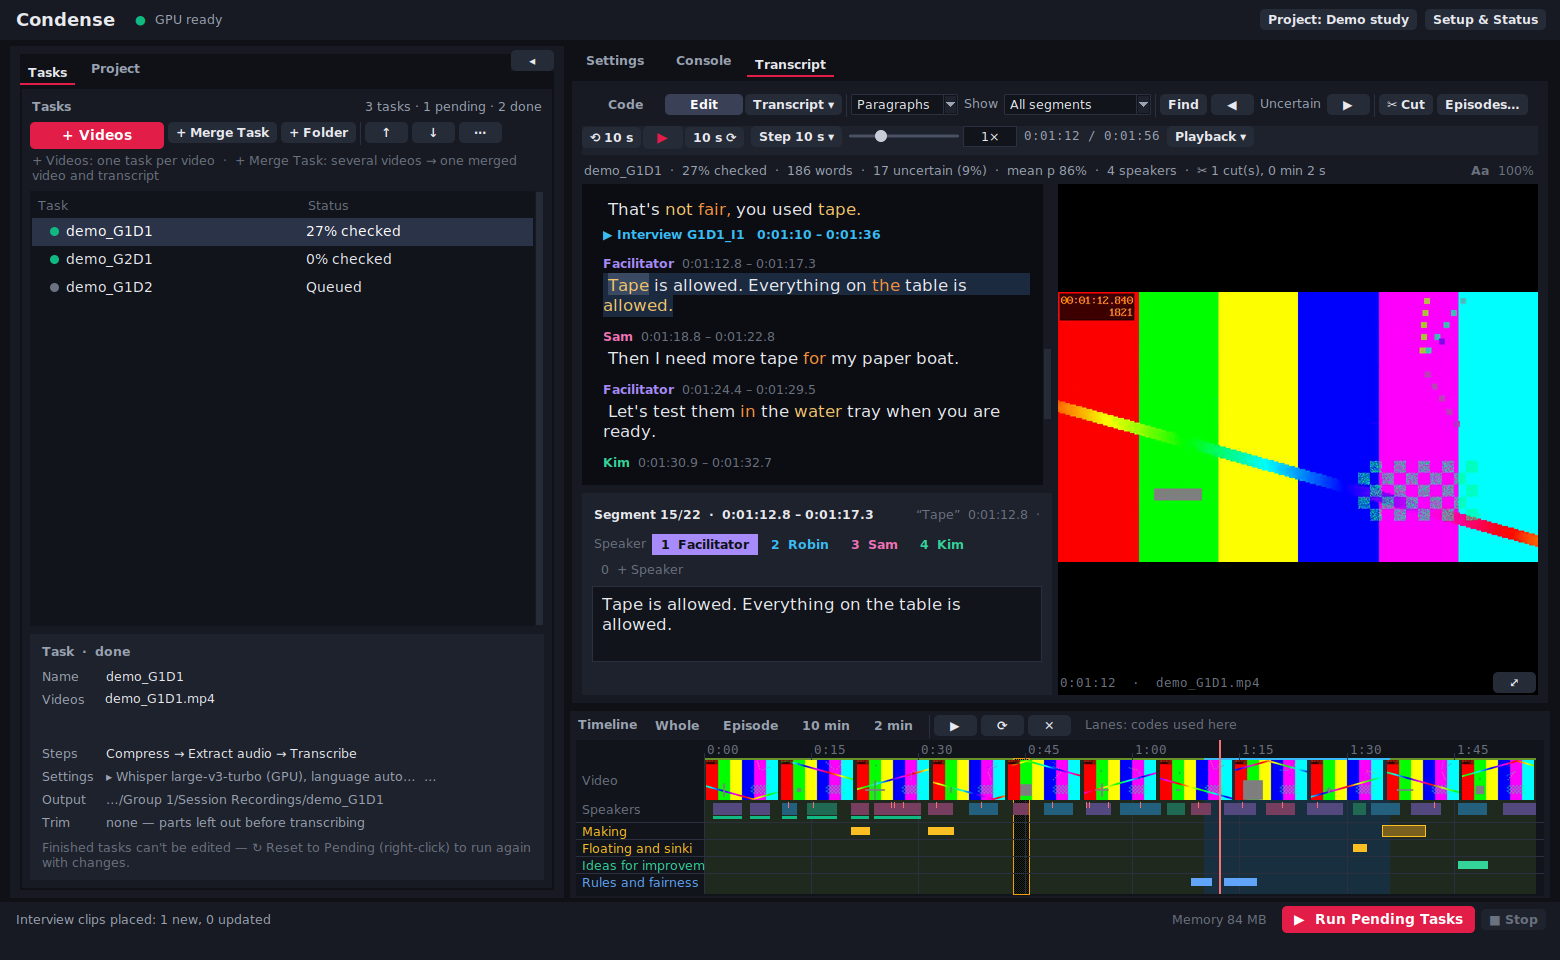 Condense ● GPU ready Project: Demo study Setup & Status
Tasks Project ◂
Tasks 3 tasks · 1 pending · 2 done
+ Videos + Merge Task + Folder ↑ ↓ ⋯
+ Videos: one task per video · + Merge Task: several videos → one merged
video and transcript
Task Status
demo_G1D1 27% checked
demo_G2D1 0% checked
demo_G1D2 Queued
Task · done
Name demo_G1D1
Videos demo_G1D1.mp4
Steps Compress → Extract audio → Transcribe
Settings ▸ Whisper large-v3-turbo (GPU), language auto… …
Output …/Group 1/Session Recordings/demo_G1D1
Trim none — parts left out before transcribing
Finished tasks can't be edited — ↻ Reset to Pending (right-click) to run again
with changes.
Settings Console Transcript
Code Edit Transcript ▾ Paragraphs Show All segments Find ◀ Uncertain ▶ ✂ Cut Episodes…
⟲ 10 s ▶ 10 s ⟳ Step 10 s ▾ 1× 0:01:12 / 0:01:56 Playback ▾
demo_G1D1 · 27% checked · 186 words · 17 uncertain (9%) · mean p 86% · 4 speakers · ✂ 1 cut(s), 0 min 2 s Aa 100%
That's not fair, you used tape.
▶ Interview G1D1_I1 0:01:10 – 0:01:36
Facilitator 0:01:12.8 – 0:01:17.3
Tape is allowed. Everything on the table is
allowed.
Sam 0:01:18.8 – 0:01:22.8
Then I need more tape for my paper boat.
Facilitator 0:01:24.4 – 0:01:29.5
Let's test them in the water tray when you are
ready.
Kim 0:01:30.9 – 0:01:32.7
Segment 15/22 · 0:01:12.8 – 0:01:17.3 “Tape” 0:01:12.8 ·
Speaker 1 Facilitator 2 Robin 3 Sam 4 Kim
0 + Speaker
Tape is allowed. Everything on the table is
allowed.
00:01:12.840
1821
0:01:12 · demo_G1D1.mp4 ⤢
Timeline Whole Episode 10 min 2 min ▶ ⟳ ✕ Lanes: codes used here
0:00 0:15 0:30 0:45 1:00 1:15 1:30 1:45
Video
Speakers
Making
Floating and sinki
Ideas for improvem
Rules and fairness
Interview clips placed: 1 new, 0 updated Memory 84 MB ▶ Run Pending Tasks ■ Stop